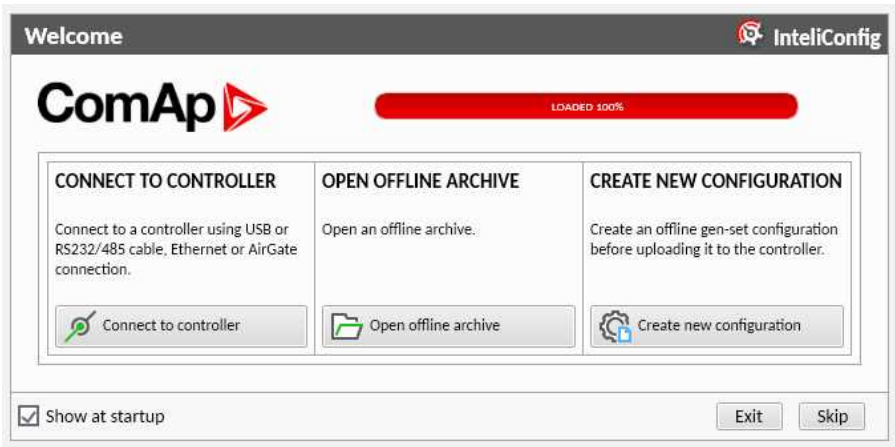 Welcome
InteliConfig
ComAp
LOADED 100%
CONNECT TO CONTROLLER
Connect to a controller using USB or
RS232/485 cable, Ethernet or AirGate
connection.
Connect to controller
OPEN OFFLINE ARCHIVE
Open an offline archive.
Open offline archive
CREATE NEW CONFIGURATION
Create an offline gen-set configuration
before uploading it to the controller.
Create new configuration
Show at startup
Exit
Skip